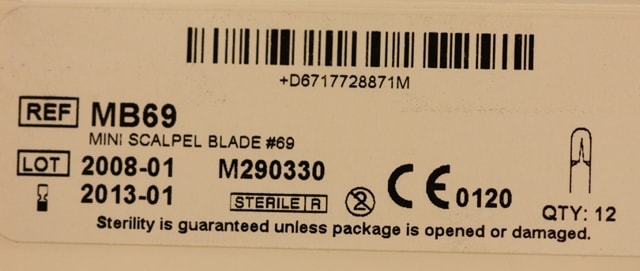 +D6717728871M
REF MB69
MINI SCALPEL BLADE #69
LOT 2008-01 M290330
2013-01 STERILE R 2 CE 0120
QTY: 12
Sterility is guaranteed unless package is opened or damaged.